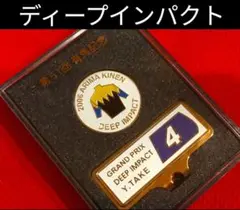 ディープインパクト
2006 ARIMA KINEN
DEEP IMPACT
GRAND PRIX
DEEP IMPACT
Y.TAKE
4